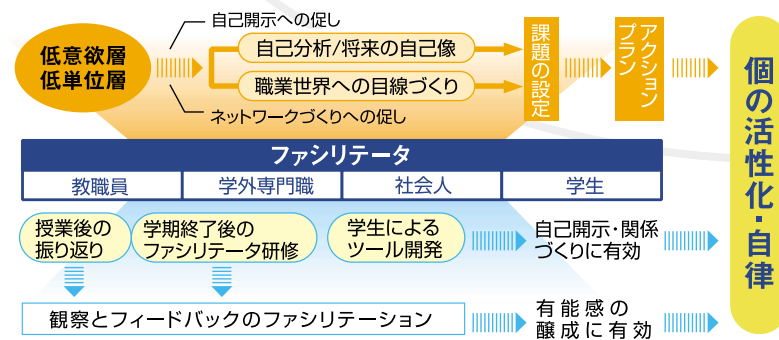 自己開示への促し
低意欲層
低単位層
自己分析/将来の自己像
職業世界への目線づくり
ネットワークづくりへの促し
課題の設定
アクション
プラン
個の活性化・自律
ファシリテータ
教職員
学外専門職
社会人
学生
授業後の
振り返り
学期終了後の
ファシリテータ研修
学生による
ツール開発
自己開示・関係
づくりに有効
観察とフィードバックのファシリテーション
有能感の
醸成に有効